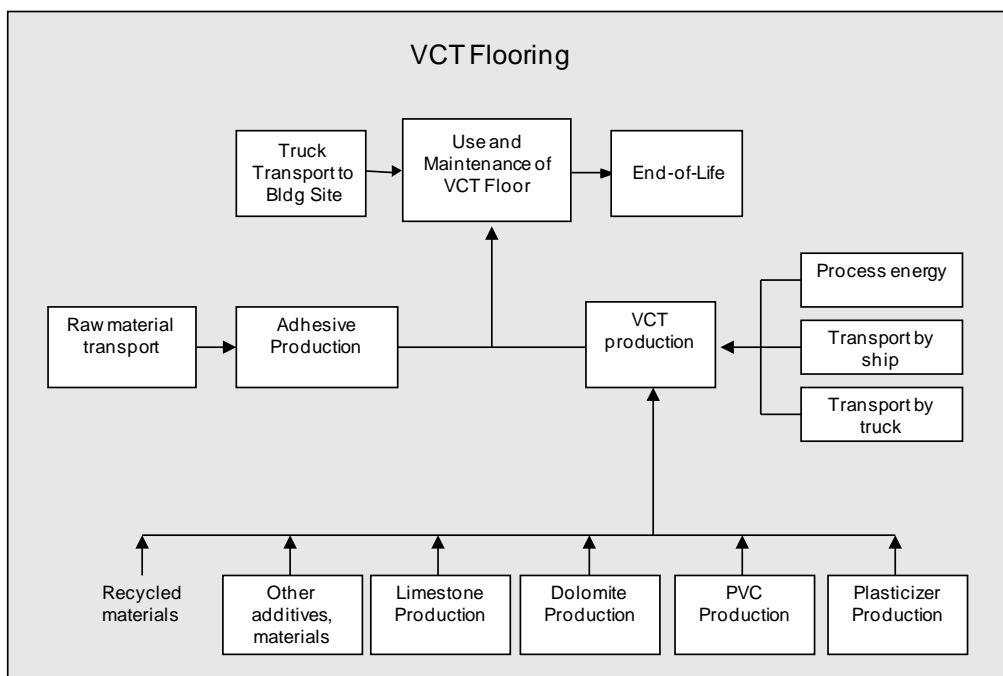 VCT Flooring
Truck
Transport to
Bldg Site
Use and
Maintenance of
VCT Floor
End-of-Life
Process energy
Raw material
transport
Adhesive
Production
VCT
production
Transport by
ship
Transport by
truck
Recycled
materials
Other
additives,
materials
Limestone
Production
Dolomite
Production
PVC
Production
Plasticizer
Production